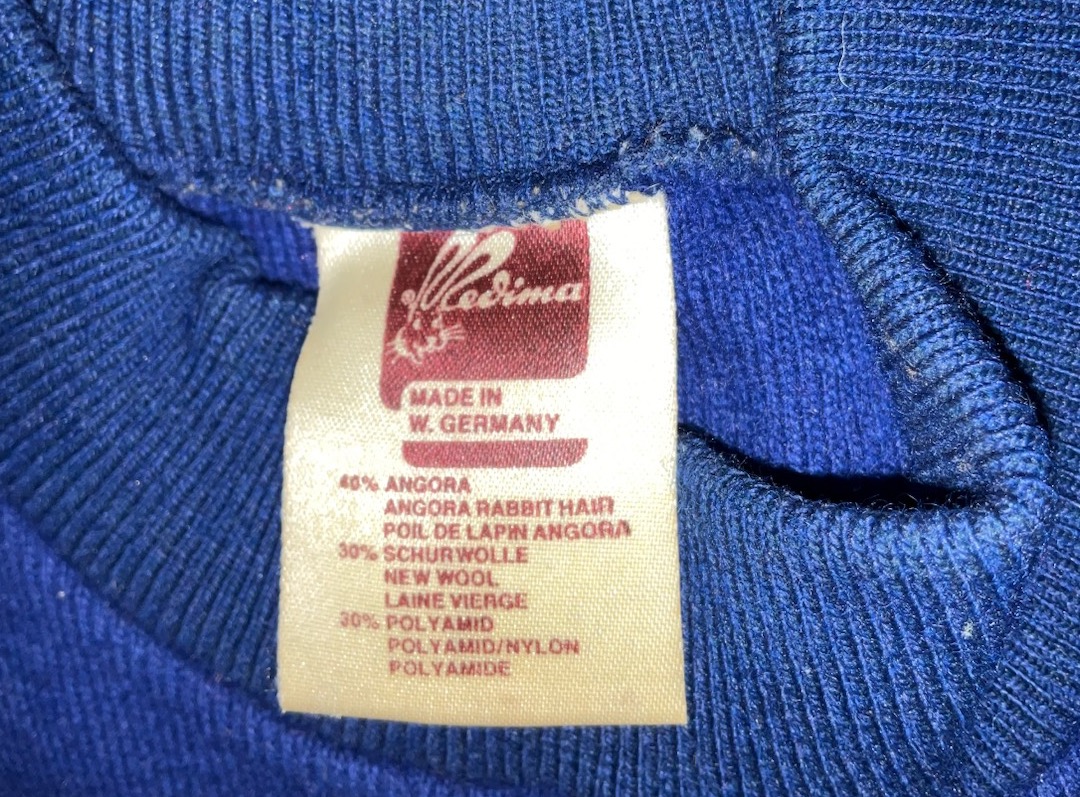 Medima
MADE IN
W. GERMANY
40% ANGORA
ANGORA RABBIT HAIR
POIL DE LAPIN ANGORA
30% SCHURWOLLE
NEW WOOL
LAINE VIERGE
30% POLYAMID
POLYAMID/NYLON
POLYAMIDE